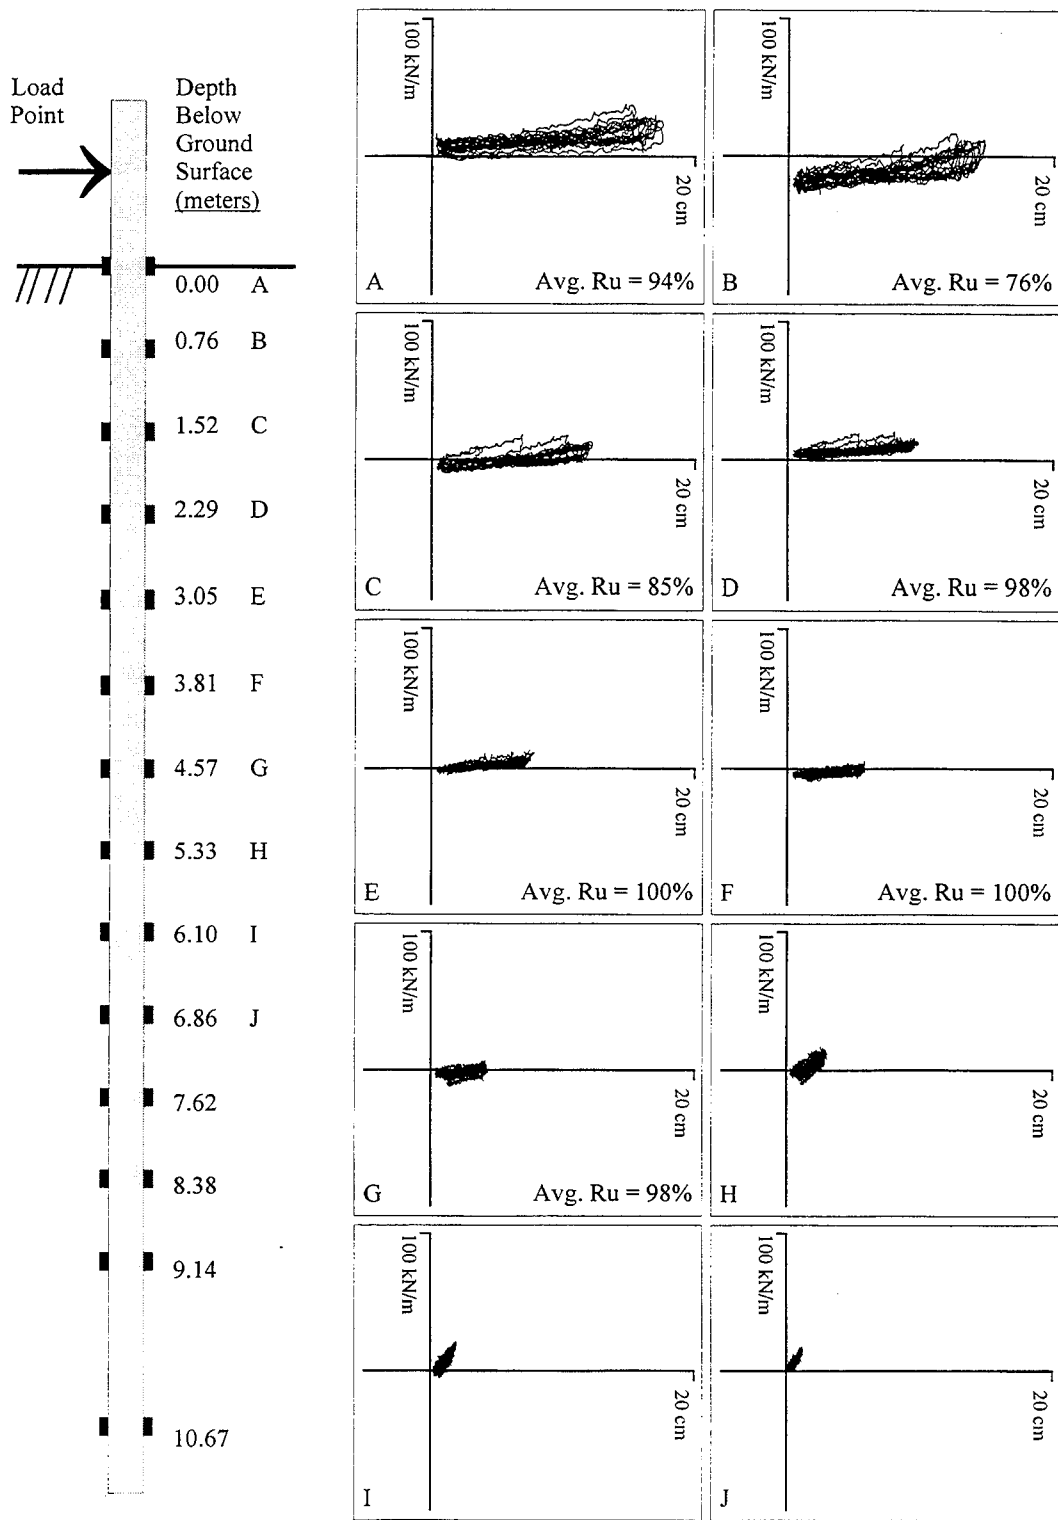 Load
Point
Depth
Below
Ground
Surface
(meters)
0.00 A
0.76 B
1.52 C
2.29 D
3.05 E
3.81 F
4.57 G
5.33 H
6.10 I
6.86 J
7.62
8.38
9.14
10.67
100 kN/m
20 cm
A Avg. Ru = 94%
100 kN/m
20 cm
B Avg. Ru = 76%
100 kN/m
20 cm
C Avg. Ru = 85%
100 kN/m
20 cm
D Avg. Ru = 98%
100 kN/m
20 cm
E Avg. Ru = 100%
100 kN/m
20 cm
F Avg. Ru = 100%
100 kN/m
20 cm
G Avg. Ru = 98%
100 kN/m
20 cm
H
100 kN/m
20 cm
I
100 kN/m
20 cm
J